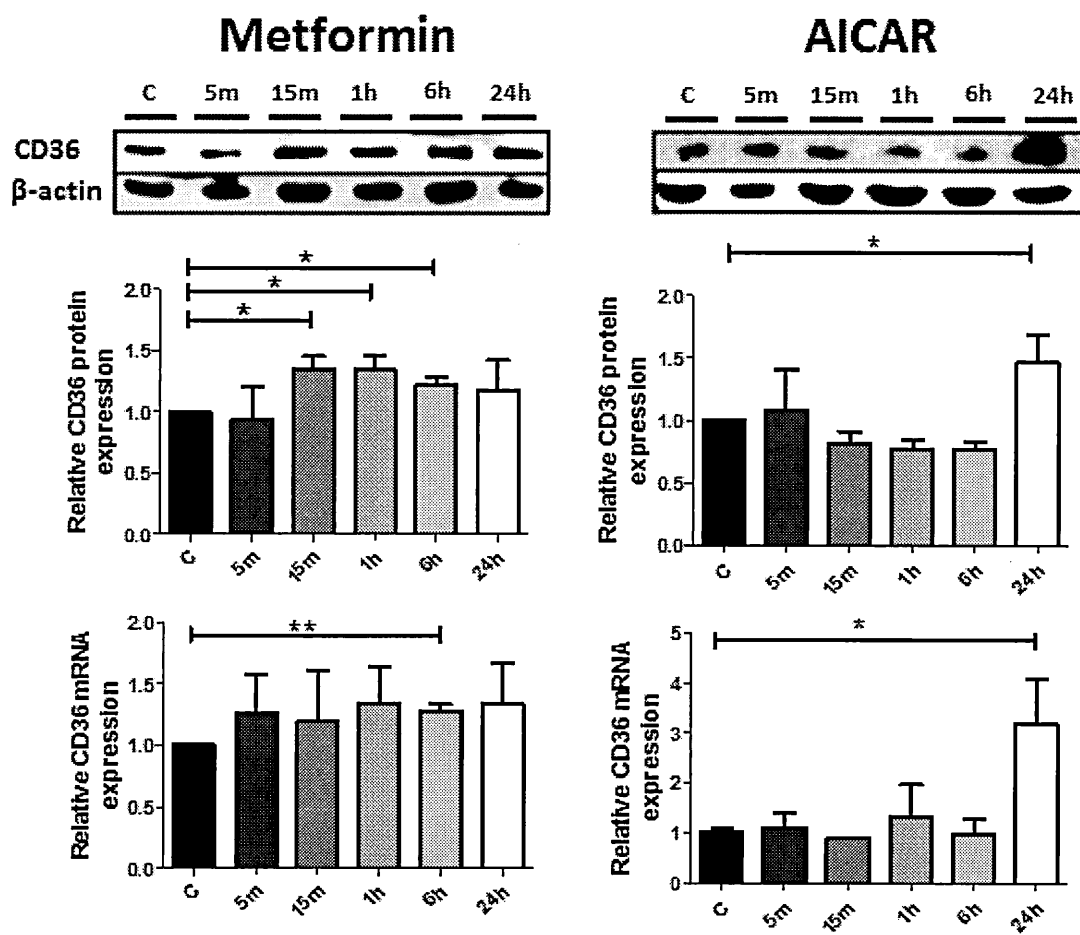 Metformin
AICAR
C 5m 15m 1h 6h 24h
C 5m 15m 1h 6h 24h
CD36
β-actin
*
*
*
Relative CD36 protein
expression
2.0
1.5
1.0
0.5
0.0
C 5m 15m 1h 6h 24h
*
Relative CD36 protein
expression
2.0
1.5
1.0
0.5
0.0
C 5m 15m 1h 6h 24h
**
Relative CD36 mRNA
expression
2.0
1.5
1.0
0.5
0.0
C 5m 15m 1h 6h 24h
*
Relative CD36 mRNA
expression
5
4
3
2
1
0
C 5m 15m 1h 6h 24h